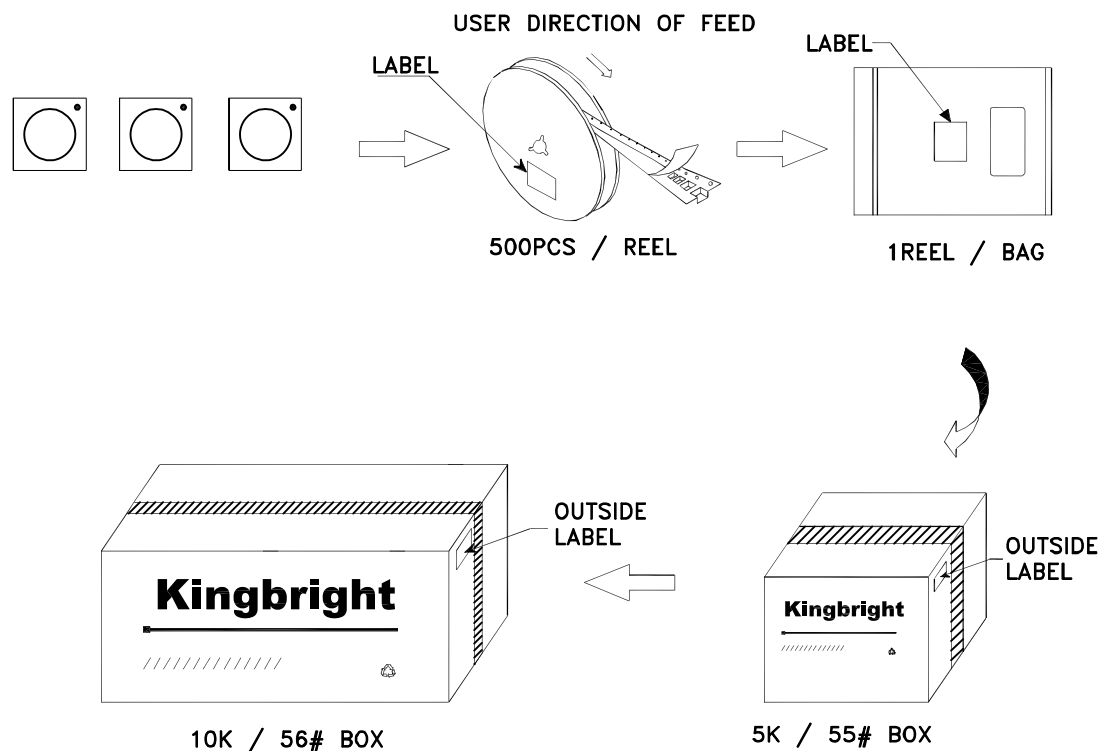 USER DIRECTION OF FEED
LABEL
LABEL
500PCS / REEL
1REEL / BAG
OUTSIDE
LABEL
Kingbright
10K / 56# BOX
OUTSIDE
LABEL
Kingbright
5K / 55# BOX